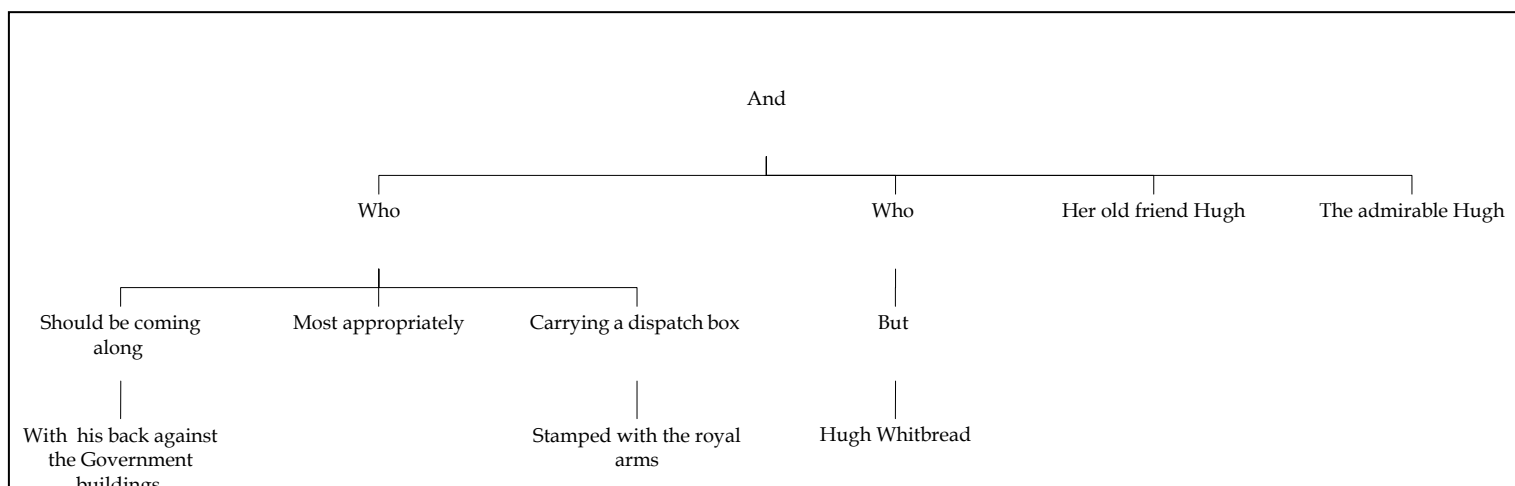 And
Who
Who
Her old friend Hugh
The admirable Hugh
Should be coming
along
Most appropriately
Carrying a dispatch box
But
With  his back against
the Government
buildings
Stamped with the royal
arms
Hugh Whitbread